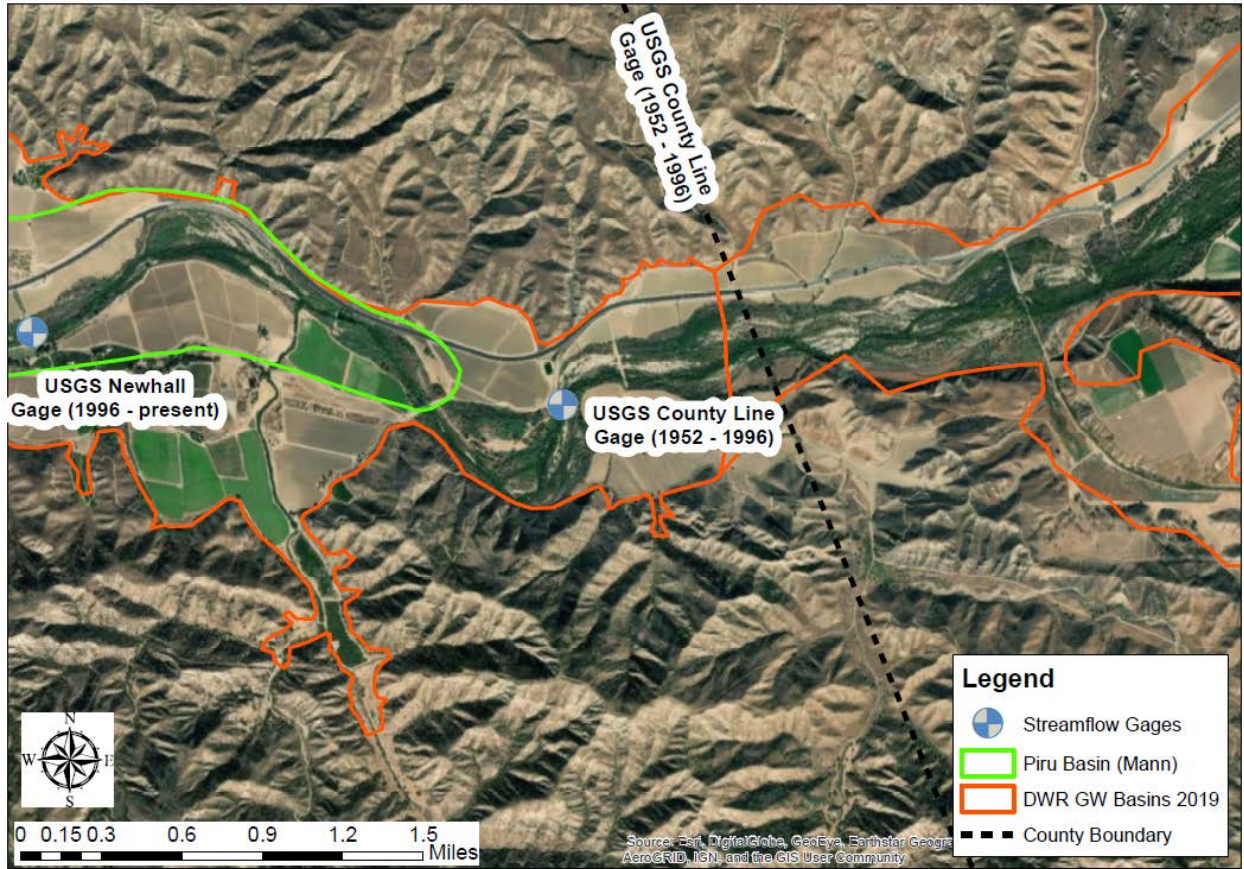 USGS County Line
Gage (1952 - 1996)
USGS Newhall
Gage (1996 - present)
USGS County Line
Gage (1952 - 1996)
Legend
Streamflow Gages
Piru Basin (Mann)
DWR GW Basins 2019
County Boundary
N
W E
S
0 0.15 0.3 0.6 0.9 1.2 1.5
Miles
Source: Esri, DigitalGlobe, GeoEye, Earthstar Geogra
AeroGRID, IGN, and the GIS User Community